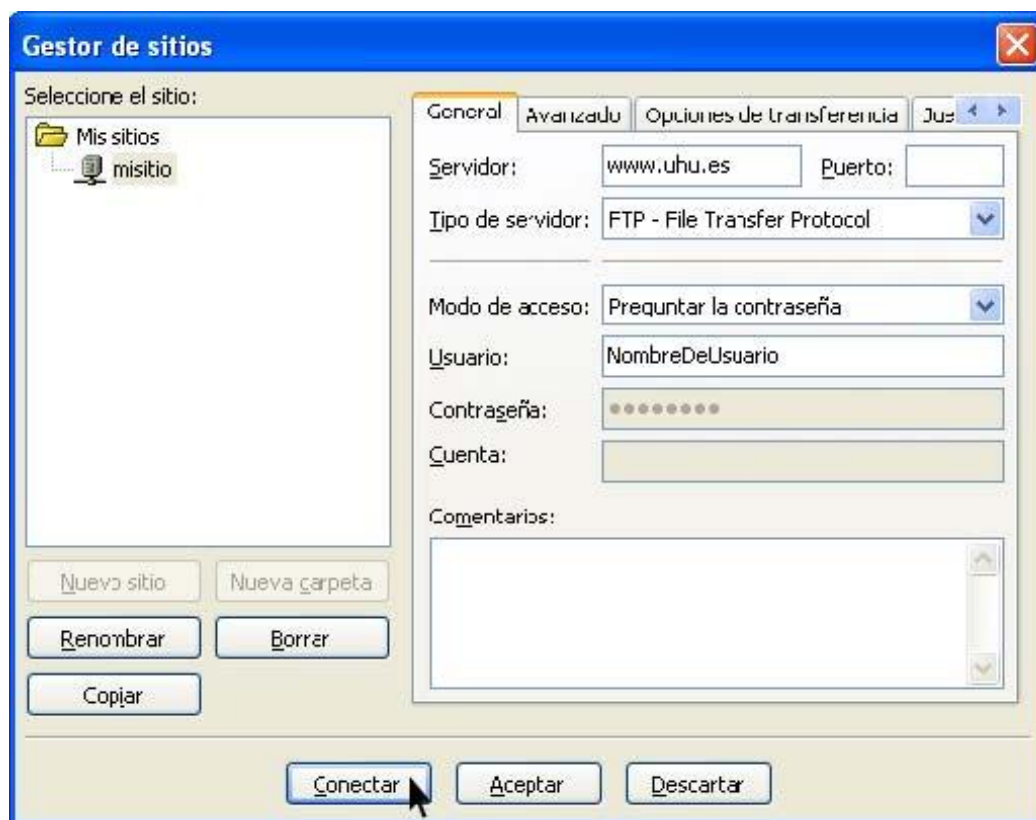 Gestor de sitios
Seleccione el sitio:
Mis sitios
misitio
Nuevo sitio
Nueva carpeta
Renombrar
Borrar
Copiar
General
Avanzado
Opciones de transferencia
Jue
Servidor: www.uhu.es Puerto:
Tipo de servidor: FTP - File Transfer Protocol
Modo de acceso: Preguntar la contraseña
Usuario: NombreDeUsuario
Contraseña: ●●●●●●●●
Cuenta:
Comentarios:
Conectar
Aceptar
Descartar